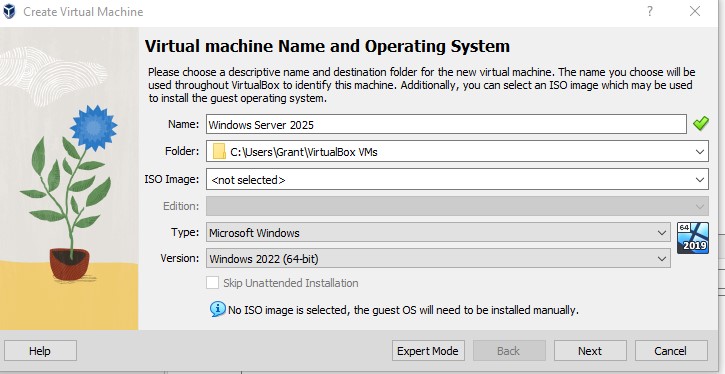 Create Virtual Machine
? X
Virtual machine Name and Operating System
Please choose a descriptive name and destination folder for the new virtual machine. The name you choose will be
used throughout VirtualBox to identify this machine. Additionally, you can select an ISO image which may be used
to install the guest operating system.
Name: Windows Server 2025
Folder: C:\Users\Grant\VirtualBox VMs
ISO Image: <not selected>
Edition:
Type: Microsoft Windows
64
2019
Version: Windows 2022 (64-bit)
Skip Unattended Installation
No ISO image is selected, the guest OS will need to be installed manually.
Help Expert Mode Back Next Cancel